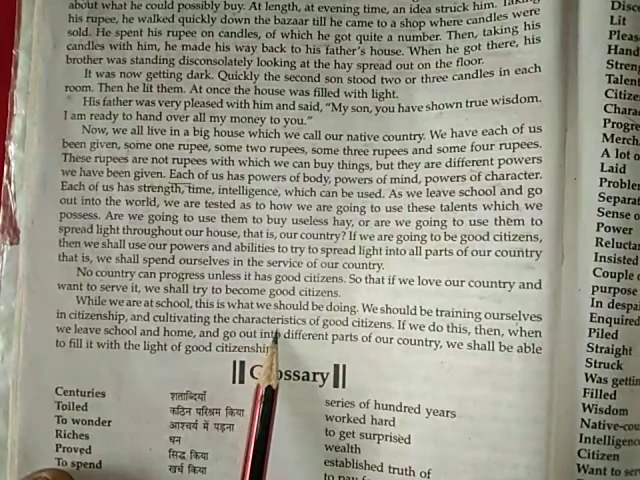 about what he could possibly buy. At length, at evening time, an idea struck him. Taking
his rupee, he walked quickly down the bazaar till he came to a shop where candles were
sold. He spent his rupee on candles, of which he got quite a number. Then, taking his
candles with him, he made his way back to his father's house. When he got there, his
brother was standing disconsolately looking at the hay spread out on the floor.
It was now getting dark. Quickly the second son stood two or three candles in each
room. Then he lit them. At once the house was filled with light.
His father was very pleased with him and said, "My son, you have shown true wisdom.
I am ready to hand over all my money to you."
Now, we all live in a big house which we call our native country. We have each of us
been given, some one rupee, some two rupees, some three rupees and some four rupees.
These rupees are not rupees with which we can buy things, but they are different powers
we have been given. Each of us has powers of body, powers of mind, powers of character.
Each of us has strength, time, intelligence, which can be used. As we leave school and go
out into the world, we are tested as to how we are going to use these talents which we
possess. Are we going to use them to buy useless hay, or are we going to use them to
spread light throughout our house, that is, our country? If we are going to be good citizens,
then we shall use our powers and abilities to try to spread light into all parts of our country
that is, we shall spend ourselves in the service of our country.
No country can progress unless it has good citizens. So that if we love our country and
want to serve it, we shall try to become good citizens.
While we are at school, this is what we should be doing. We should be training ourselves
in citizenship, and cultivating the characteristics of good citizens. If we do this, then, when
we leave school and home, and go out into different parts of our country, we shall be able
to fill it with the light of good citizenship
Glossary
Centuries शताब्दियाँ series of hundred years
Toiled कठिन परिश्रम किया worked hard
To wonder आश्चर्य में पड़ना to get surprised
Riches धन wealth
Proved सिद्ध किया established truth of
To spend खर्च किया to pay
Lit
Hand
Talent
Citize
Chara
Progre
Merch
A lot o
Laid
Proble
Separat
Sense o
Power
Relucta
Insisted
Couple o
purpose
In despa
Enquired
Piled
Straight
Struck
Was gettin
Filled
Wisdom
Native-cou
Intelligenc
Citizen
Want to ser